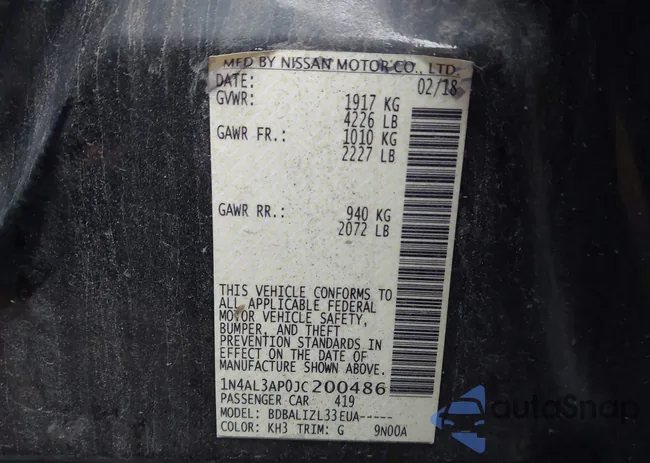 MFD BY NISSAN MOTOR CO., LTD.
DATE: 02/18
GVWR: 1917 KG
4226 LB
GAWR FR.: 1010 KG
2227 LB
GAWR RR.: 940 KG
2072 LB
THIS VEHICLE CONFORMS TO
ALL APPLICABLE FEDERAL
MOTOR VEHICLE SAFETY,
BUMPER, AND THEFT
PREVENTION STANDARDS IN
EFFECT ON THE DATE OF
MANUFACTURE SHOWN ABOVE.
1N4AL3AP0JC200486
PASSENGER CAR 419
MODEL: BDBALIZL33EUA-----
COLOR: KH3 TRIM: G 9N00A
autoSnap